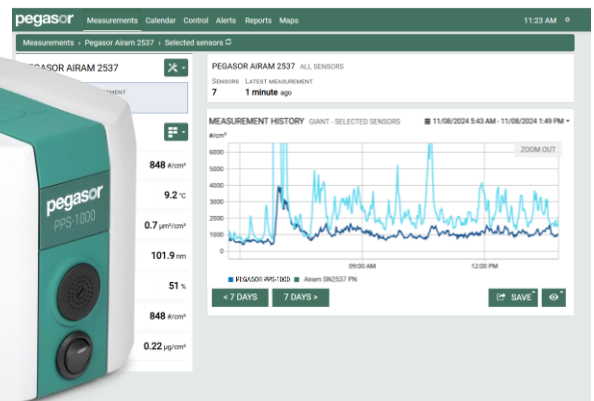 pegasor Measurements Calendar Control Alerts Reports Maps 11:23 AM
Measurements › Pegasor Airam 2537 › Selected sensors
PEGASOR AIRAM 2537
848 #/cm³
9.2 °C
0.7 μm²/cm³
101.9 nm
51 %
848 #/cm³
0.22 μg/cm³
pegasor
PPS-1000
PEGASOR AIRAM 2537 ALL SENSORS
SENSORS LATEST MEASUREMENT
7 1 minute ago
MEASUREMENT HISTORY GIANT - SELECTED SENSORS 11/08/2024 5:43 AM - 11/08/2024 1:49 PM
#/cm³
ZOOM OUT
6000
5000
4000
3000
2000
1000
0
09:00 AM 12:00 PM
PEGASOR PPS-1000 Airam SN2537 PN
< 7 DAYS 7 DAYS > SAVE